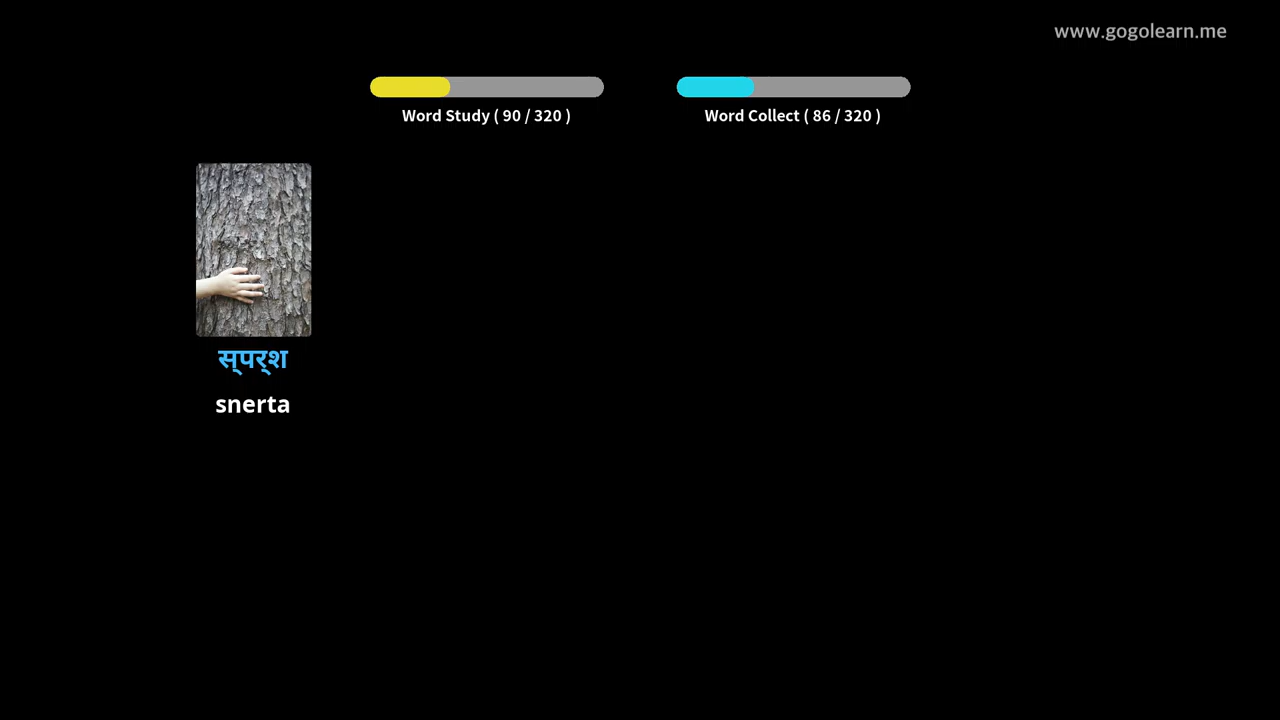 www.gogolearn.me
Word Study ( 90 / 320 )
Word Collect ( 86 / 320 )
स्पर्श
snerta